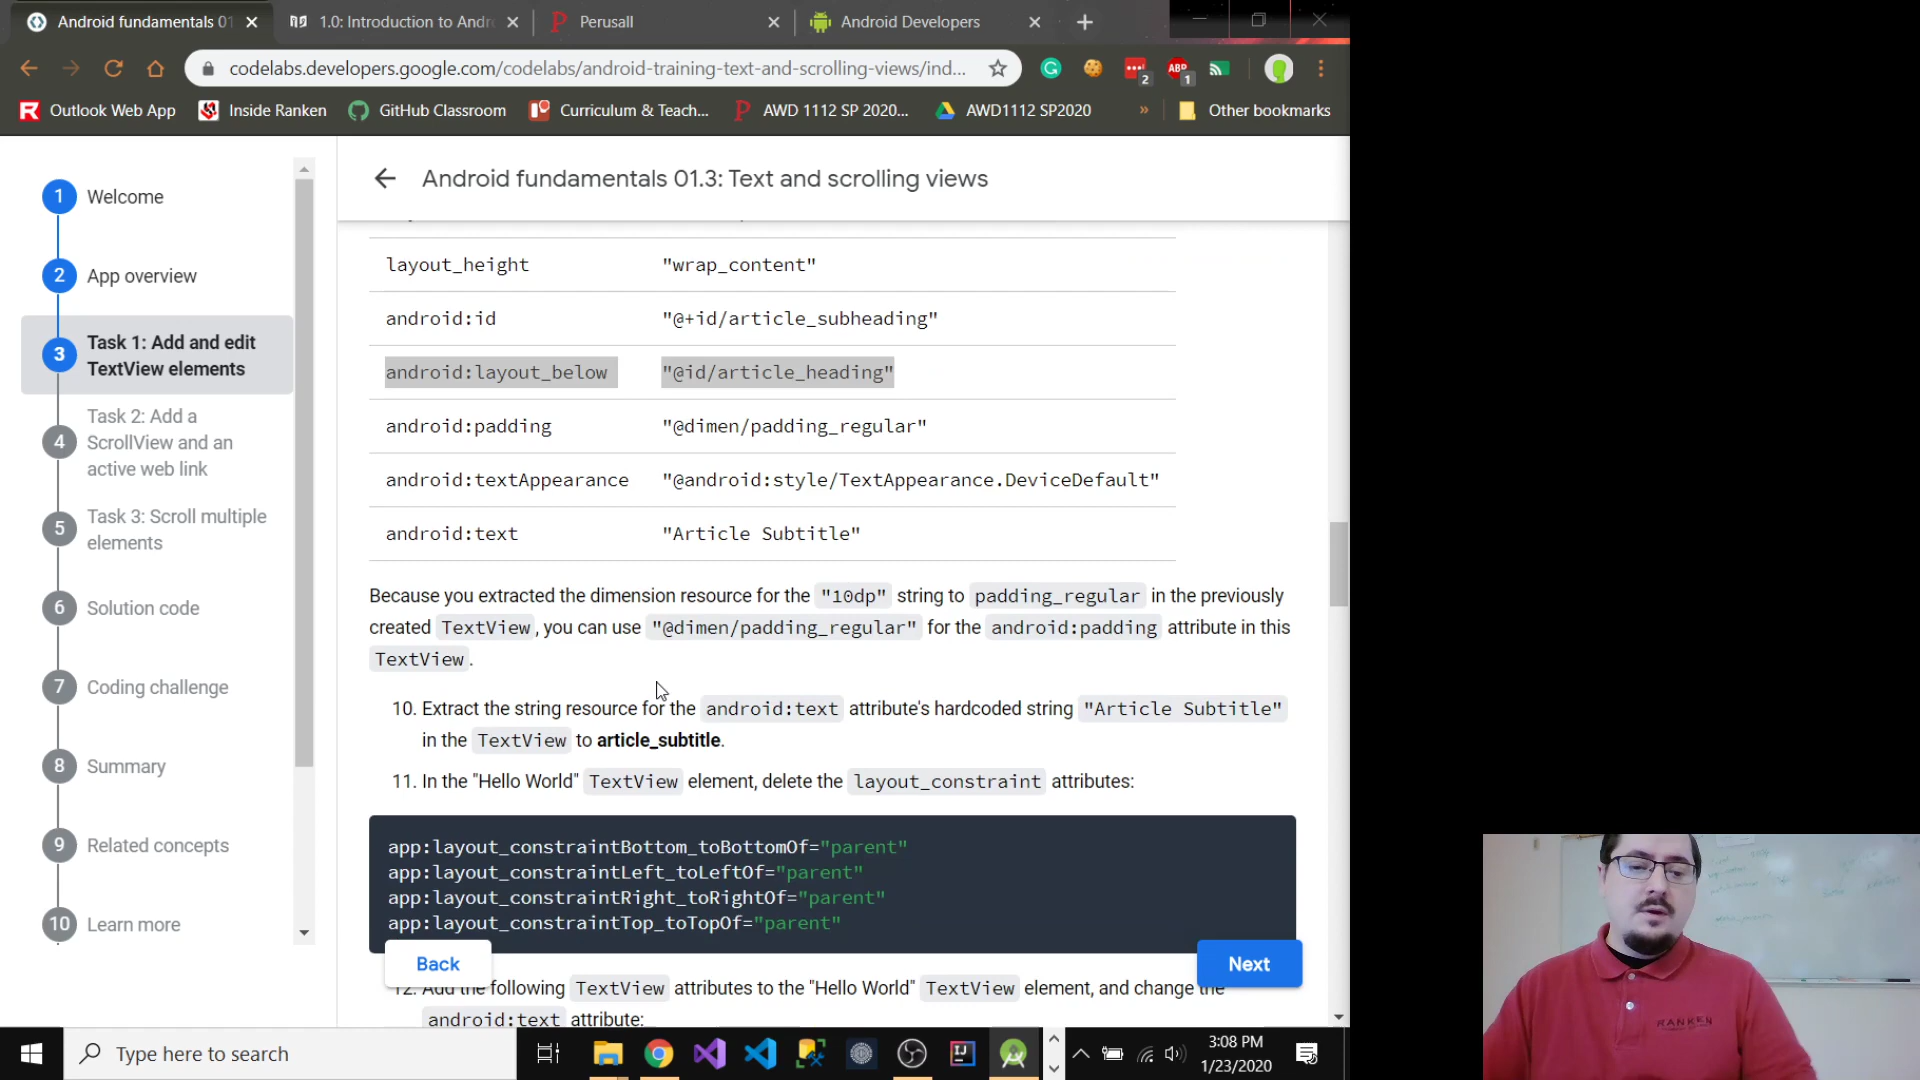 Android fundamentals 01
1.0: Introduction to Andr
Perusall
Android Developers
codelabs.developers.google.com/codelabs/android-training-text-and-scrolling-views/ind...
2
ABP
1
Outlook Web App
Inside Ranken
GitHub Classroom
Curriculum & Teach...
AWD 1112 SP 2020...
AWD1112 SP2020
»
Other bookmarks
Android fundamentals 01.3: Text and scrolling views
1 Welcome
2 App overview
3 Task 1: Add and edit
TextView elements
4 Task 2: Add a
ScrollView and an
active web link
5 Task 3: Scroll multiple
elements
6 Solution code
7 Coding challenge
8 Summary
9 Related concepts
10 Learn more
layout_height "wrap_content"
android:id "@+id/article_subheading"
android:layout_below "@id/article_heading"
android:padding "@dimen/padding_regular"
android:textAppearance "@android:style/TextAppearance.DeviceDefault"
android:text "Article Subtitle"
Because you extracted the dimension resource for the "10dp" string to padding_regular in the previously
created TextView, you can use "@dimen/padding_regular" for the android:padding attribute in this
TextView.
10. Extract the string resource for the android:text attribute's hardcoded string "Article Subtitle"
in the TextView to article_subtitle.
11. In the "Hello World" TextView element, delete the layout_constraint attributes:
app:layout_constraintBottom_toBottomOf="parent"
app:layout_constraintLeft_toLeftOf="parent"
app:layout_constraintRight_toRightOf="parent"
app:layout_constraintTop_toTopOf="parent"
Back
Next
12. Add the following TextView attributes to the "Hello World" TextView element, and change the
android:text attribute:
RANKEN
Type here to search
3:08 PM
1/23/2020